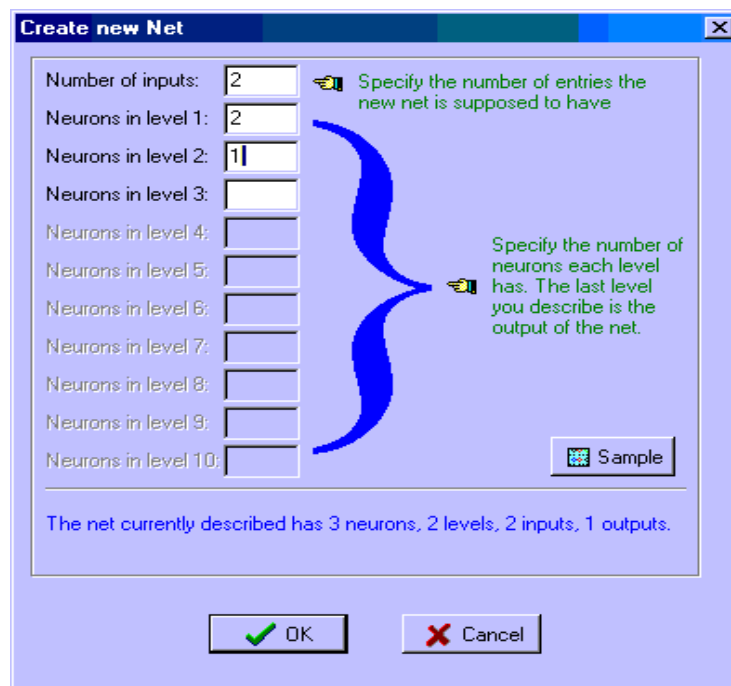 Create new Net
Number of inputs: 2
Specify the number of entries the
new net is supposed to have
Neurons in level 1: 2
Neurons in level 2: 1
Neurons in level 3:
Neurons in level 4:
Neurons in level 5:
Neurons in level 6:
Neurons in level 7:
Neurons in level 8:
Neurons in level 9:
Neurons in level 10:
Specify the number of
neurons each level
has. The last level
you describe is the
output of the net.
Sample
The net currently described has 3 neurons, 2 levels, 2 inputs, 1 outputs.
OK
Cancel